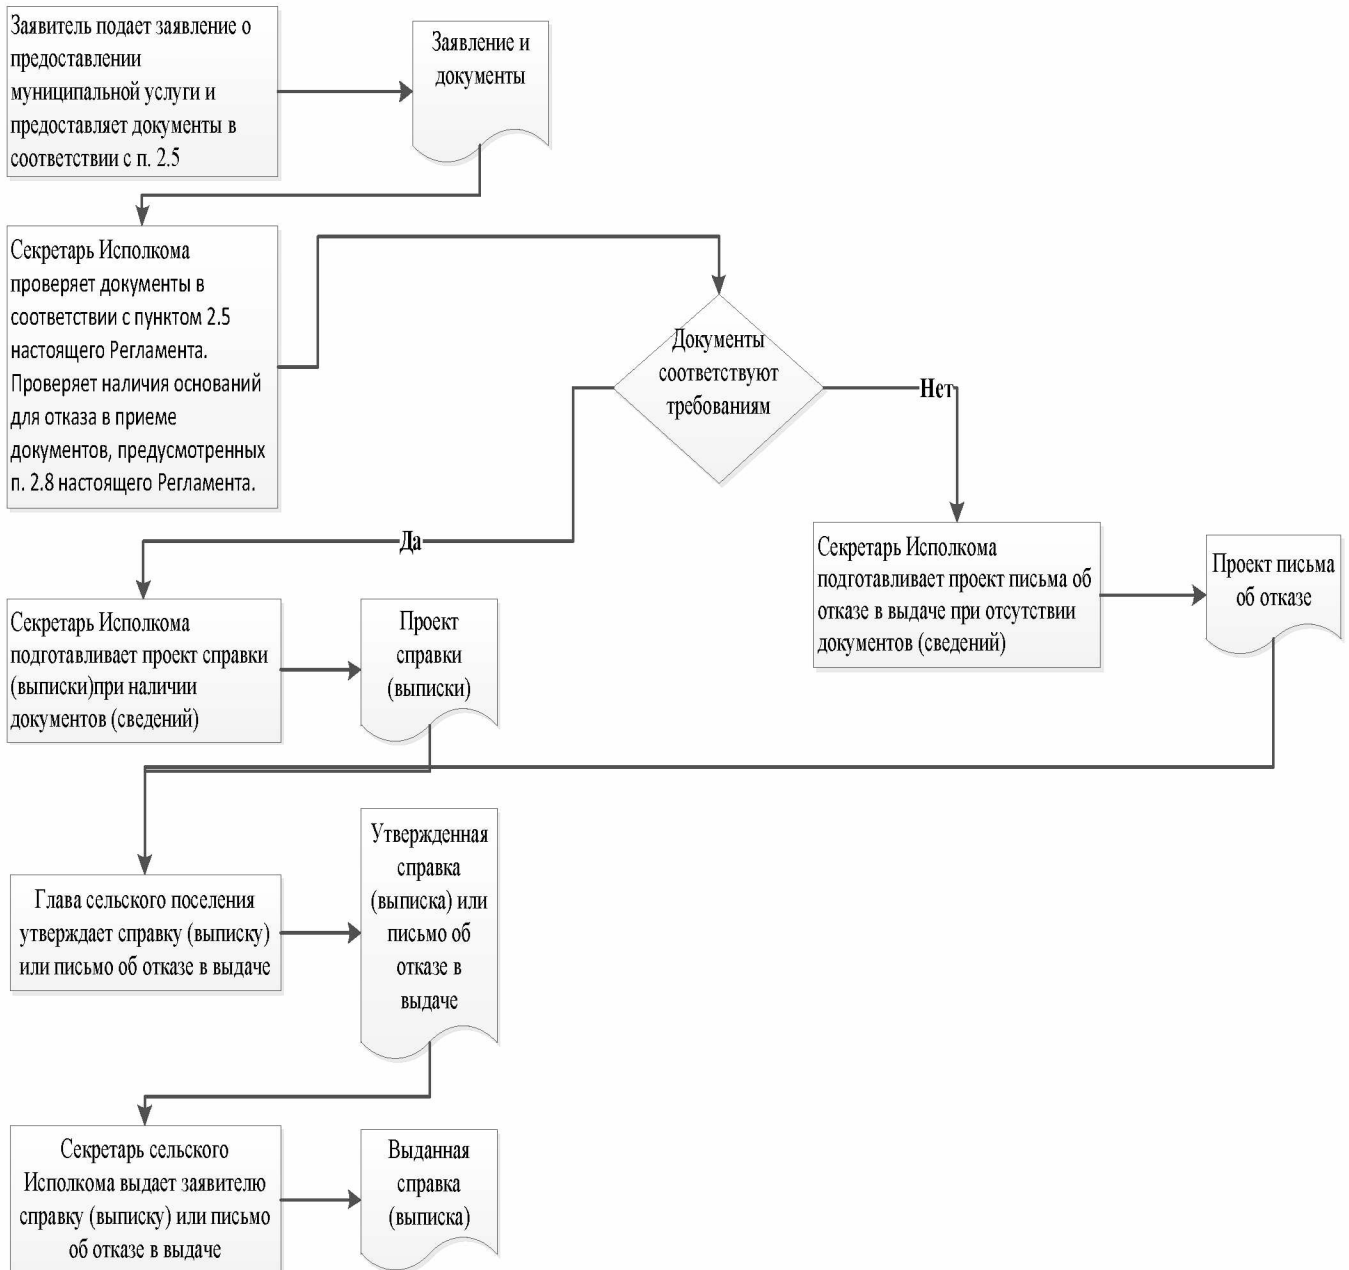 Заявитель подает заявление о
предоставлении
муниципальной услуги и
предоставляет документы в
соответствии с п. 2.5
Заявление и
документы
Секретарь Исполкома
проверяет документы в
соответствии с пунктом 2.5
настоящего Регламента.
Проверяет наличия оснований
для отказа в приеме
документов, предусмотренных
п. 2.8 настоящего Регламента.
Документы
соответствуют
требованиям
Нет
Да
Секретарь Исполкома
подготавливает проект письма об
отказе в выдаче при отсутствии
документов (сведений)
Проект письма
об отказе
Секретарь Исполкома
подготавливает проект справки
(выписки)при наличии
документов (сведений)
Проект
справки
(выписки)
Глава сельского поселения
утверждает справку (выписку)
или письмо об отказе в выдаче
Утвержденная
справка
(выписка) или
письмо об
отказе в
выдаче
Секретарь сельского
Исполкома выдает заявителю
справку (выписку) или письмо
об отказе в выдаче
Выданная
справка
(выписка)